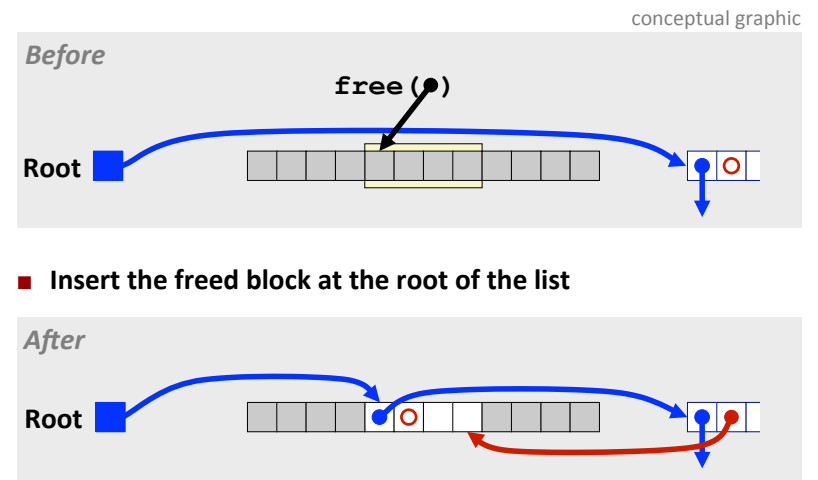 conceptual graphic
Before
free( )
Root
■ Insert the freed block at the root of the list
After
Root